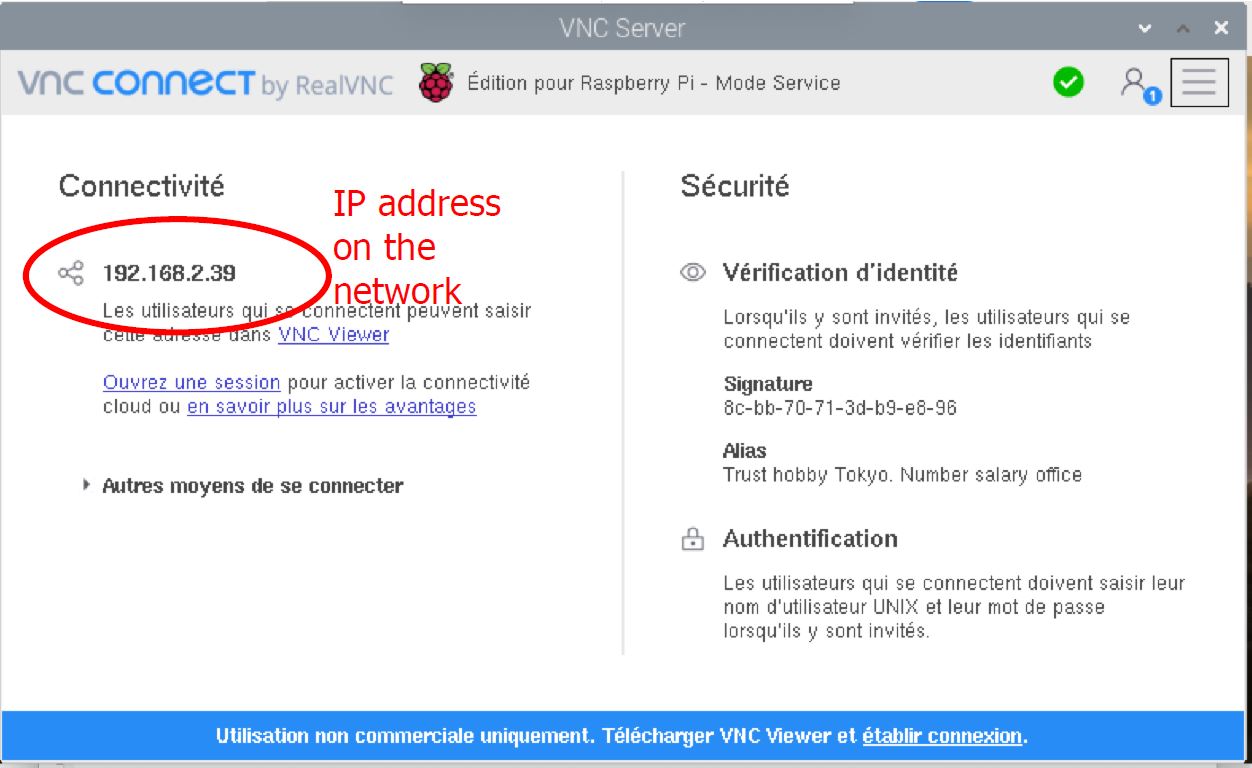 VNC Server
VNC CONNECT by RealVNC
Édition pour Raspberry Pi - Mode Service
1
Connectivité
IP address
on the
network
192.168.2.39
Les utilisateurs qui se connectent peuvent saisir
cette adresse dans VNC Viewer
Ouvrez une session pour activer la connectivité
cloud ou en savoir plus sur les avantages
Autres moyens de se connecter
Sécurité
Vérification d'identité
Lorsqu'ils y sont invités, les utilisateurs qui se
connectent doivent vérifier les identifiants
Signature
8c-bb-70-71-3d-b9-e8-96
Alias
Trust hobby Tokyo. Number salary office
Authentification
Les utilisateurs qui se connectent doivent saisir leur
nom d'utilisateur UNIX et leur mot de passe
lorsqu'ils y sont invités.
Utilisation non commerciale uniquement. Télécharger VNC Viewer et établir connexion.